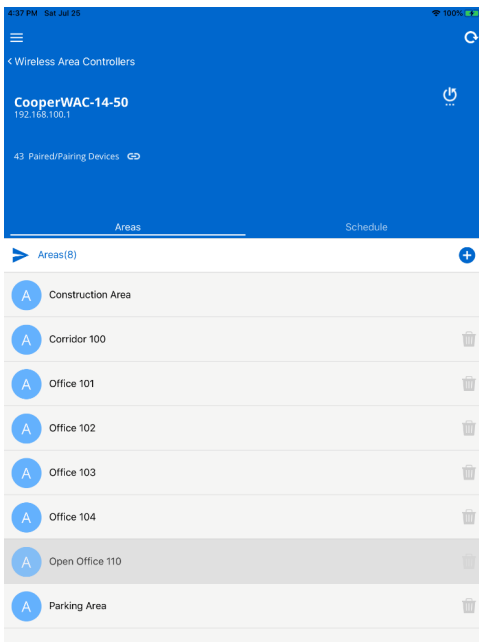 4:37 PM Sat Jul 25 100%
< Wireless Area Controllers
CooperWAC-14-50
192.168.100.1
43 Paired/Pairing Devices
Areas Schedule
Areas(8)
A Construction Area
A Corridor 100
A Office 101
A Office 102
A Office 103
A Office 104
A Open Office 110
A Parking Area